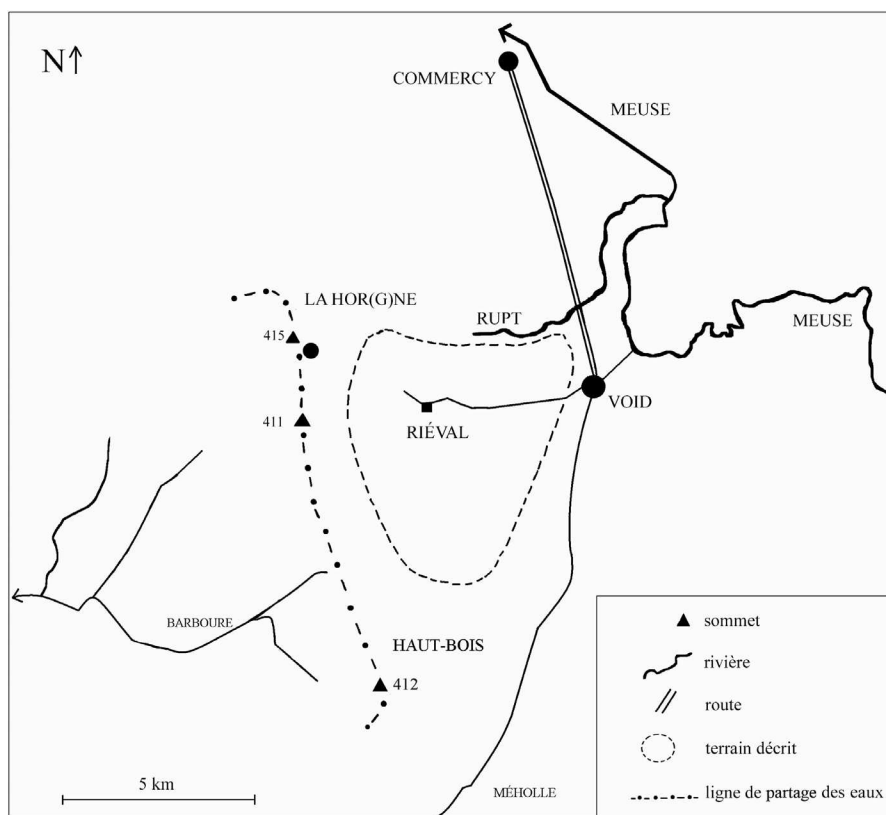 N
COMMERCY
MEUSE
LA HOR(G)NE
RUPT
MEUSE
415
VOID
411
RIÉVAL
BARBOURE
HAUT-BOIS
412
MÉHOLLE
5 km
sommet
rivière
route
terrain décrit
ligne de partage des eaux